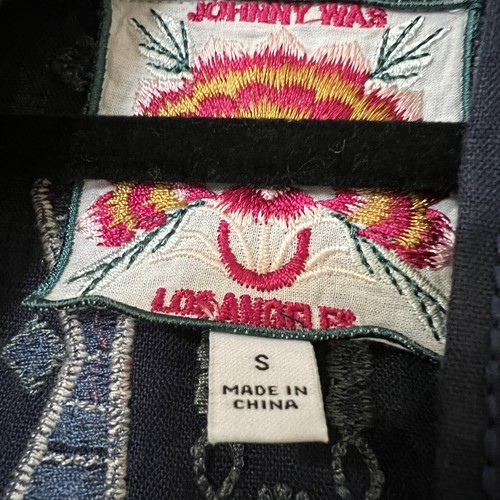 JOHNNY WAS
LOS ANGELES
S
MADE IN
CHINA